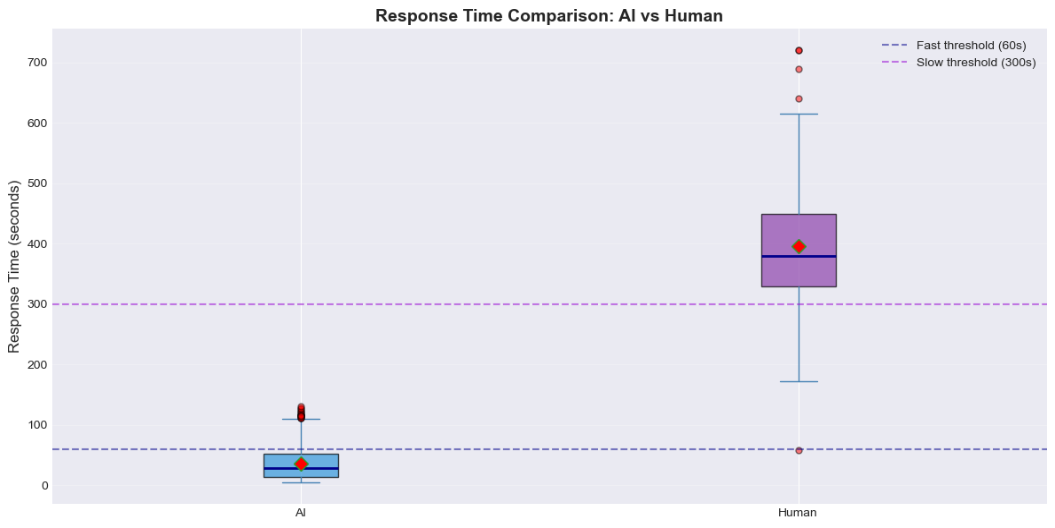 Response Time Comparison: AI vs Human
Fast threshold (60s)
Slow threshold (300s)
Response Time (seconds)
700
600
500
400
300
200
100
0
AI
Human